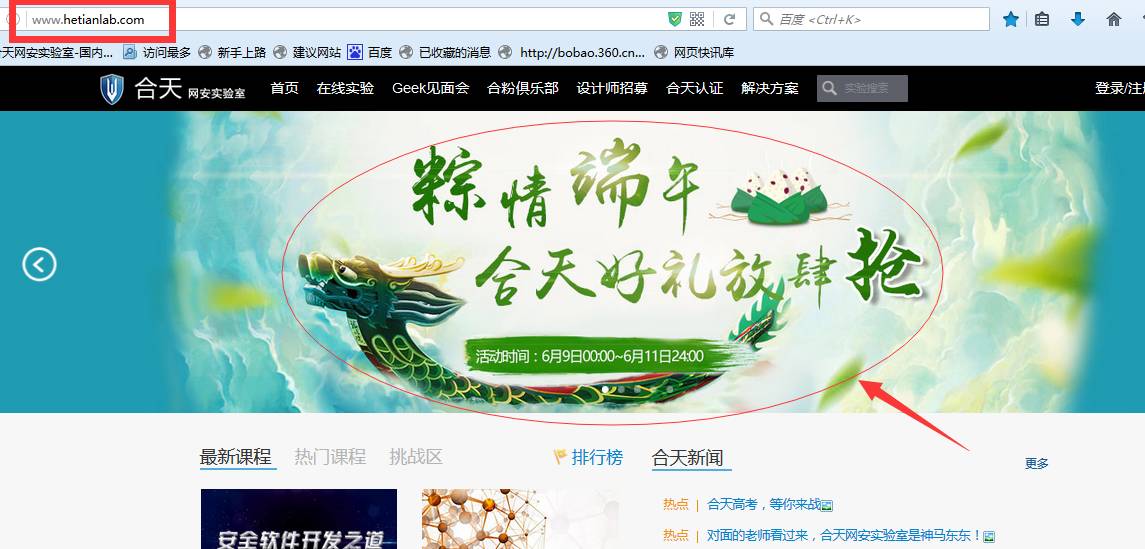 www.hetianlab.com
百度 <Ctrl+K>
天网安实验室-国内... 访问最多 新手上路 建议网站 百度 已收藏的消息 http://bobao.360.cn... 网页快讯库
合天 网安实验室 首页 在线实验 Geek见面会 合粉俱乐部 设计师招募 合天认证 解决方案 实验搜索 登录/注
粽情端午
合天好礼放肆抢
活动时间：6月9日00:00~6月11日24:00
最新课程 热门课程 挑战区 排行榜 合天新闻 更多
安全软件开发之道
热点 | 合天高考，等你来战
热点 | 对面的老师看过来，合天网安实验室是神马东东！